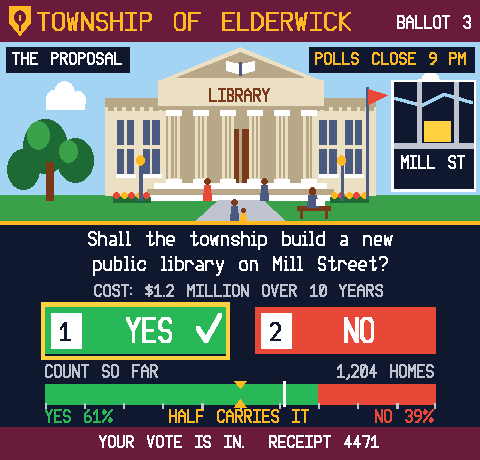 TOWNSHIP OF ELDERWICK
BALLOT 3
THE PROPOSAL
POLLS CLOSE 9 PM
LIBRARY
MILL ST
Shall the township build a new
public library on Mill Street?
COST: $1.2 MILLION OVER 10 YEARS
1 YES
2 NO
COUNT SO FAR
1,204 HOMES
YES 61%
HALF CARRIES IT
NO 39%
YOUR VOTE IS IN. RECEIPT 4471